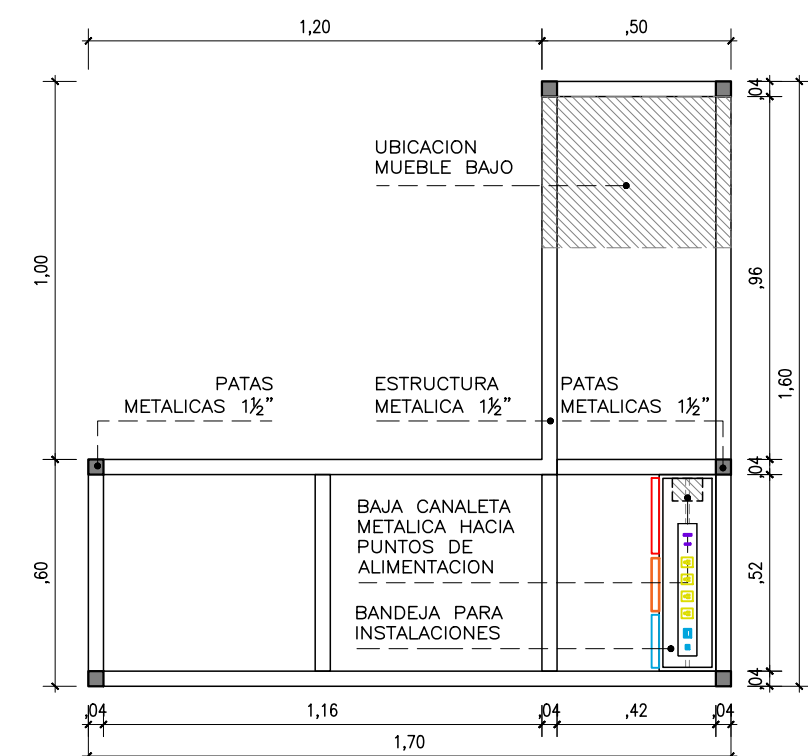 1,20
,50
,04
UBICACION
MUEBLE BAJO
1,00
,96
1,60
PATAS
METALICAS 1½"
ESTRUCTURA
METALICA 1½"
PATAS
METALICAS 1½"
,04
BAJA CANALETA
METALICA HACIA
PUNTOS DE
ALIMENTACION
,60
,52
BANDEJA PARA
INSTALACIONES
,04
,04
1,16
,04
,42
,04
1,70